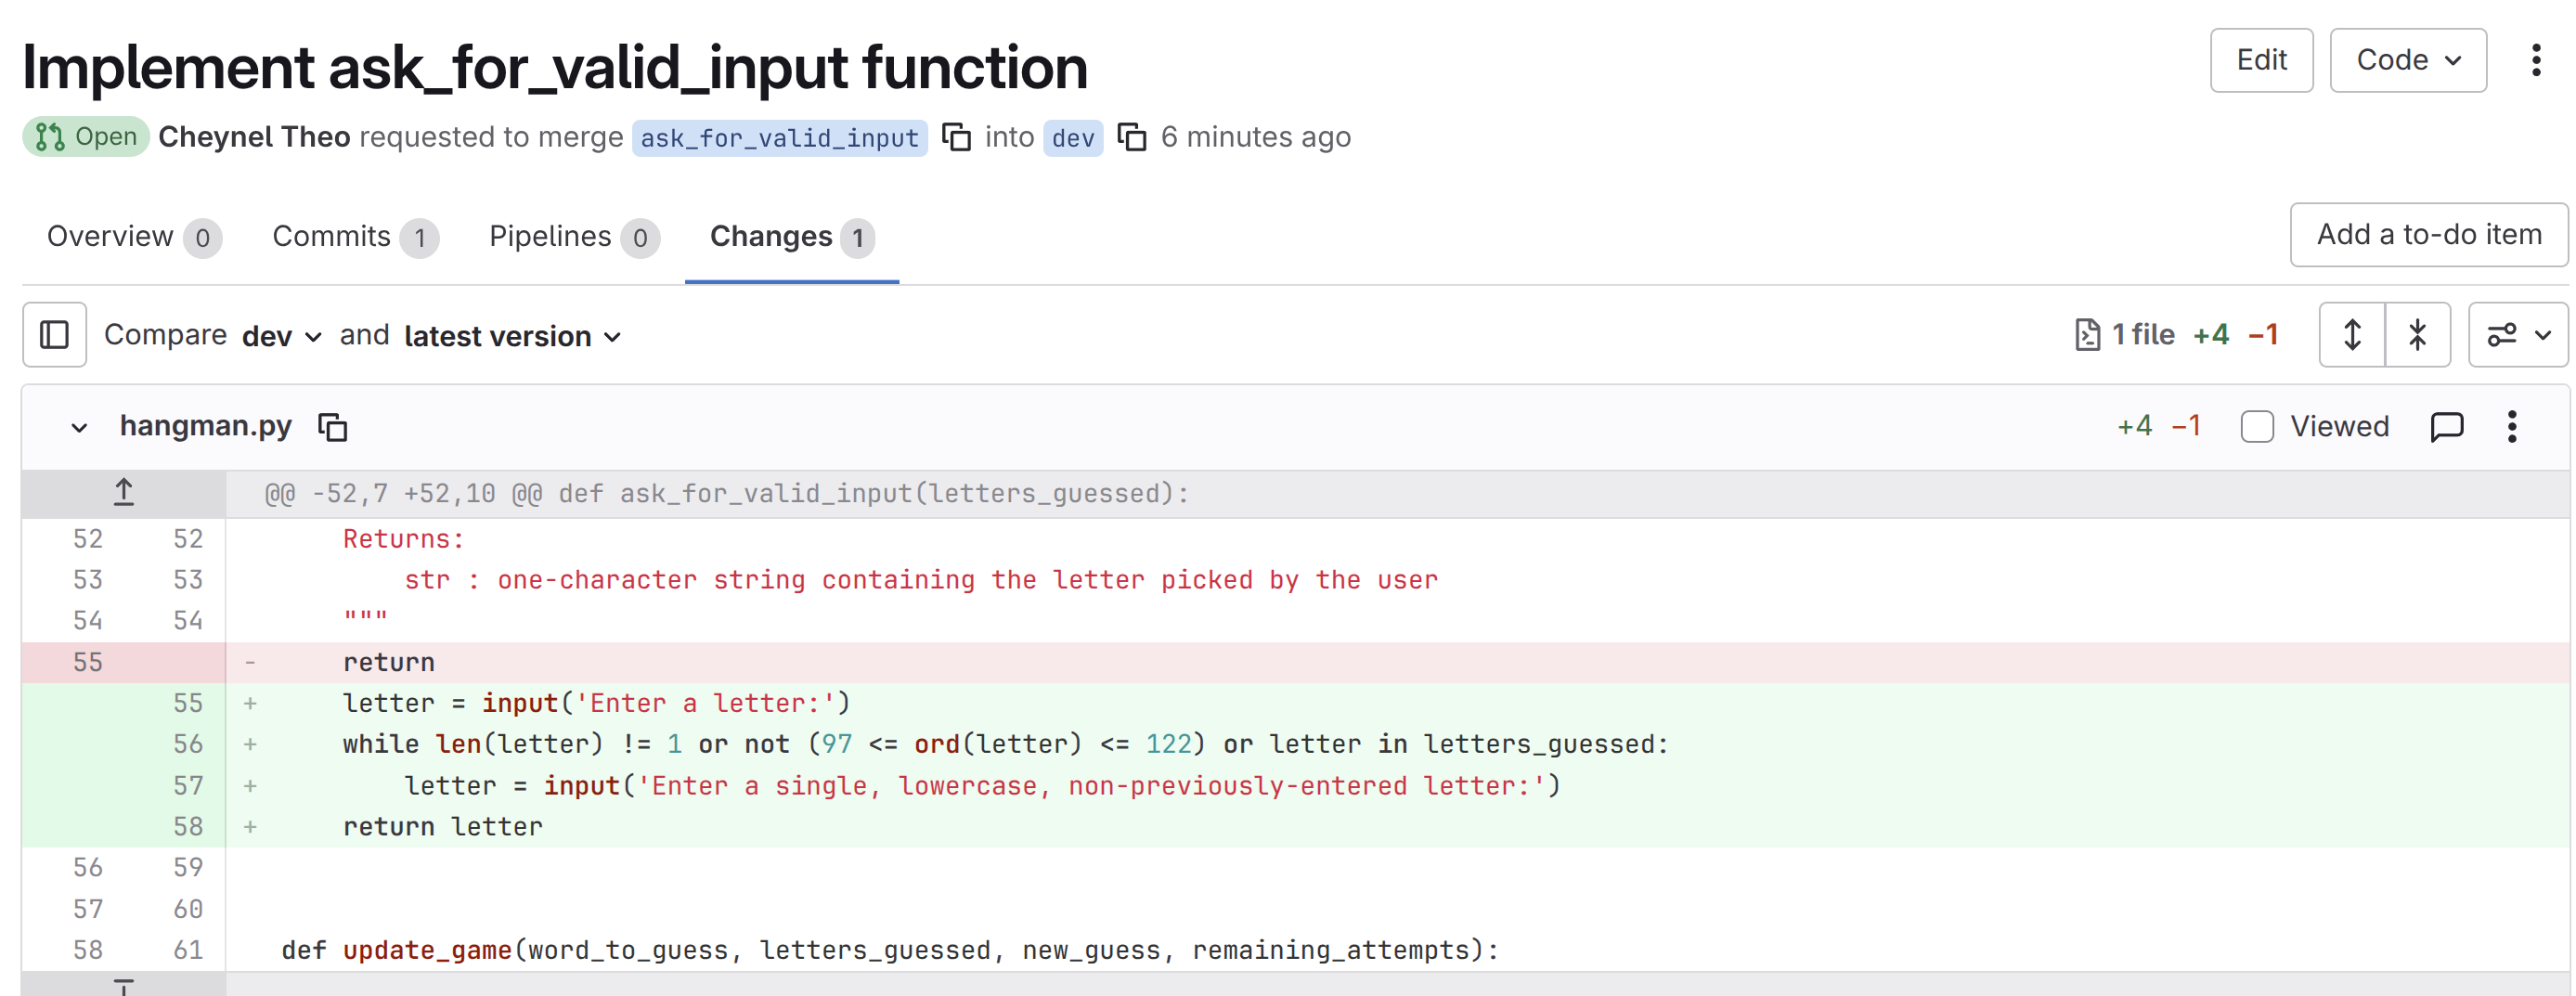 Implement ask_for_valid_input function
Edit
Code
Open Cheynel Theo requested to merge ask_for_valid_input into dev 6 minutes ago
Overview 0 Commits 1 Pipelines 0 Changes 1
Add a to-do item
Compare dev and latest version
1 file +4 −1
hangman.py
+4 −1 Viewed
@@ -52,7 +52,10 @@ def ask_for_valid_input(letters_guessed):
52 52     Returns:
53 53         str : one-character string containing the letter picked by the user
54 54     """
55 -     return
55 +     letter = input('Enter a letter:')
56 +     while len(letter) != 1 or not (97 <= ord(letter) <= 122) or letter in letters_guessed:
57 +         letter = input('Enter a single, lowercase, non-previously-entered letter:')
58 +     return letter
56 59
57 60
58 61 def update_game(word_to_guess, letters_guessed, new_guess, remaining_attempts):